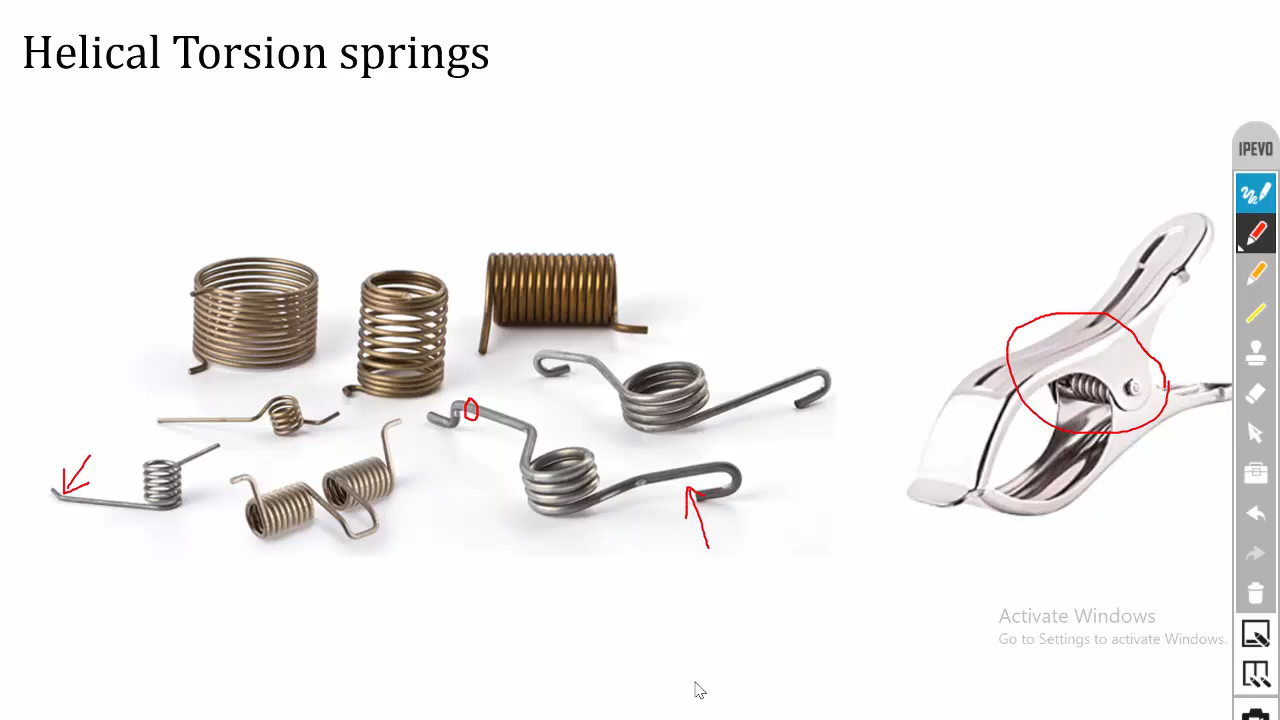 Helical Torsion springs
IPEVO
Activate Windows
Go to Settings to activate Windows.